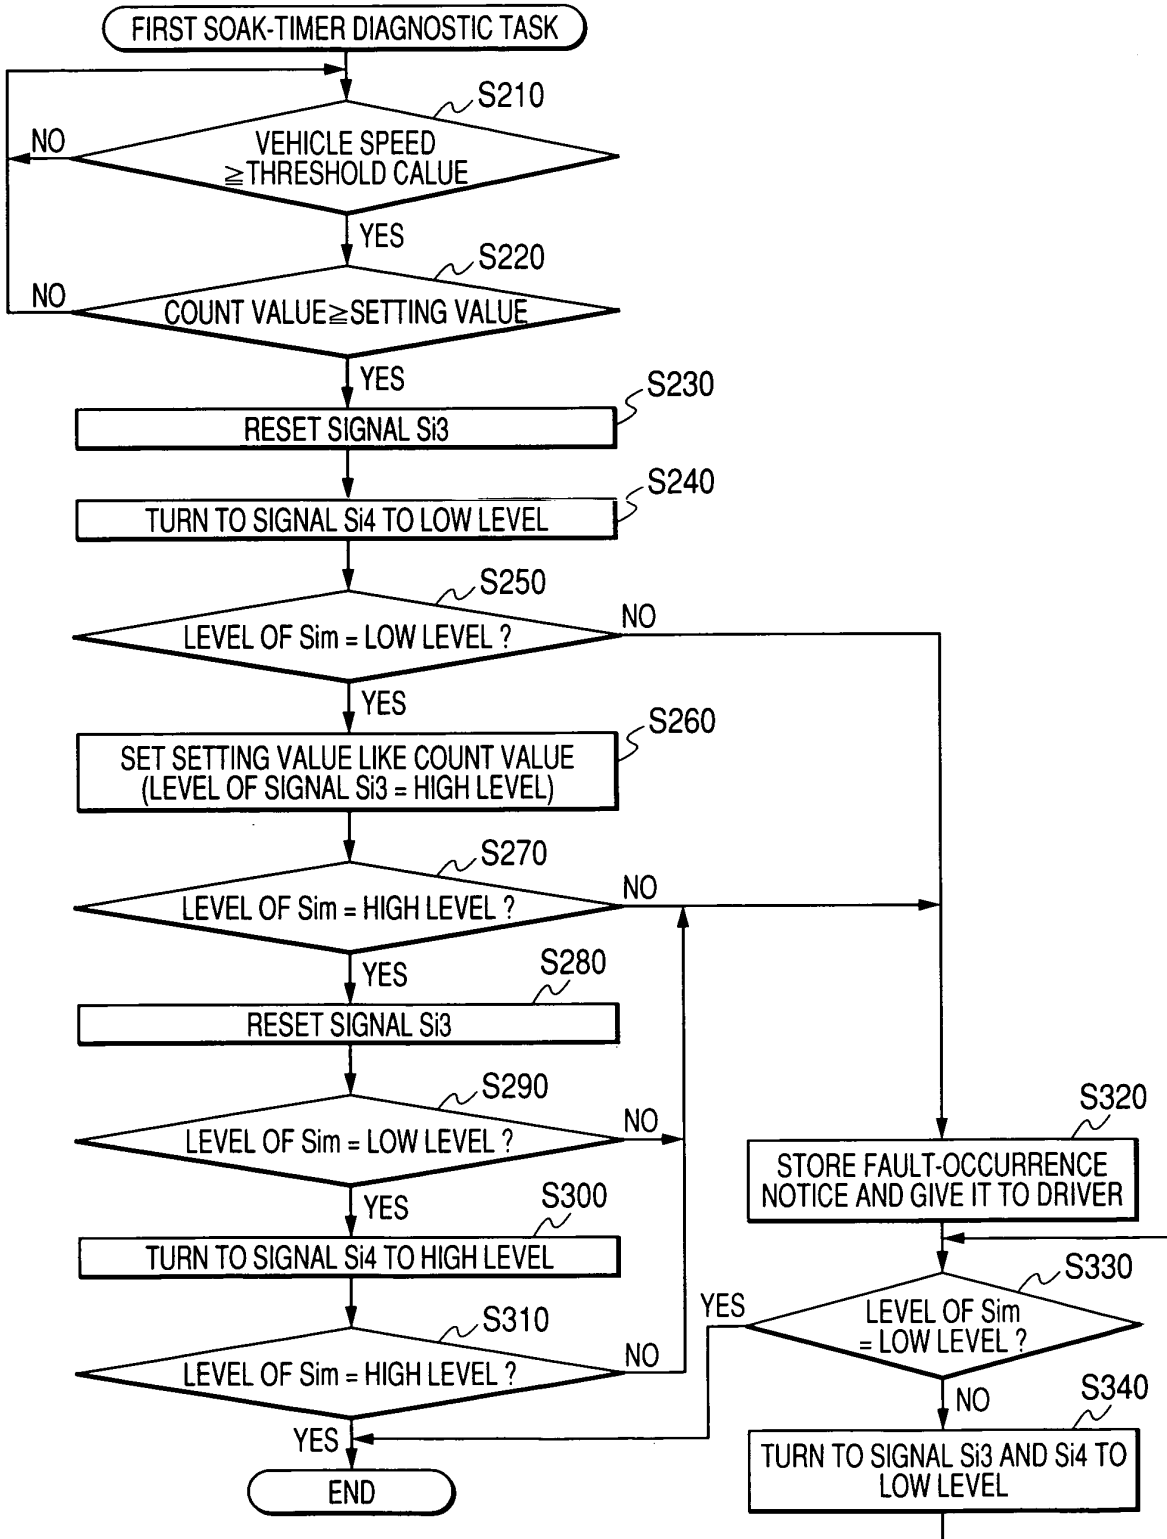 FIRST SOAK-TIMER DIAGNOSTIC TASK
S210
NO
VEHICLE SPEED
≧THRESHOLD CALUE
YES
S220
NO
COUNT VALUE≧SETTING VALUE
YES
S230
RESET SIGNAL Si3
S240
TURN TO SIGNAL Si4 TO LOW LEVEL
S250
NO
LEVEL OF Sim = LOW LEVEL ?
YES
S260
SET SETTING VALUE LIKE COUNT VALUE
(LEVEL OF SIGNAL Si3 = HIGH LEVEL)
S270
NO
LEVEL OF Sim = HIGH LEVEL ?
YES
S280
RESET SIGNAL Si3
S290
NO
LEVEL OF Sim = LOW LEVEL ?
YES
S300
TURN TO SIGNAL Si4 TO HIGH LEVEL
S310
NO
LEVEL OF Sim = HIGH LEVEL ?
YES
END
S320
STORE FAULT-OCCURRENCE
NOTICE AND GIVE IT TO DRIVER
S330
YES
LEVEL OF Sim
= LOW LEVEL ?
NO
S340
TURN TO SIGNAL Si3 AND Si4 TO
LOW LEVEL